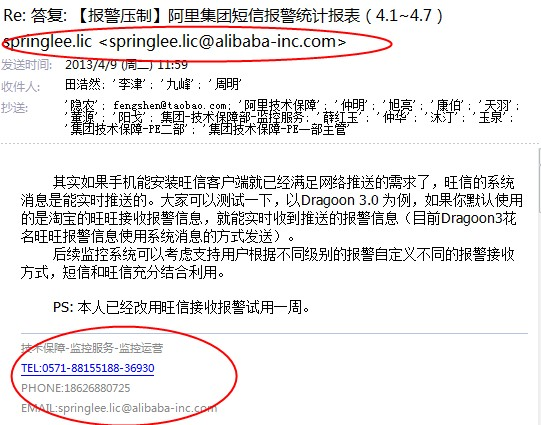 Re: 答复: 【报警压制】阿里集团短信报警统计报表（4.1~4.7）
springlee.lic <springlee.lic@alibaba-inc.com>
发送时间: 2013/4/9 (周二) 11:59
收件人: 田浩然; '李津'; '九峰'; '周明'
抄送: '隐农'; fengshen@taobao.com; '阿里技术保障'; '仲明'; '旭亮'; '康伯'; '天羽';
'董源'; '阳戈'; 集团-技术保障部-监控服务; '薛红玉'; '仲华'; '沐汀'; '玉泉';
'集团技术保障-PE二部'; '集团技术保障-PE一部主管'
其实如果手机能安装旺信客户端就已经满足网络推送的需求了，旺信的系统
消息是能实时推送的。大家可以测试一下，以Dragoon 3.0 为例，如果你默认使用
的是淘宝的旺旺接收报警信息，就能实时收到推送的报警信息（目前Dragoon3花
名旺旺报警信息使用系统消息的方式发送）。
后续监控系统可以考虑支持用户根据不同级别的报警自定义不同的报警接收
方式，短信和旺信充分结合利用。
PS: 本人已经改用旺信接收报警试用一周。
技术保障-监控服务-监控运营
TEL:0571-88155188-36930
PHONE:18626880725
EMAIL:springlee.lic@alibaba-inc.com